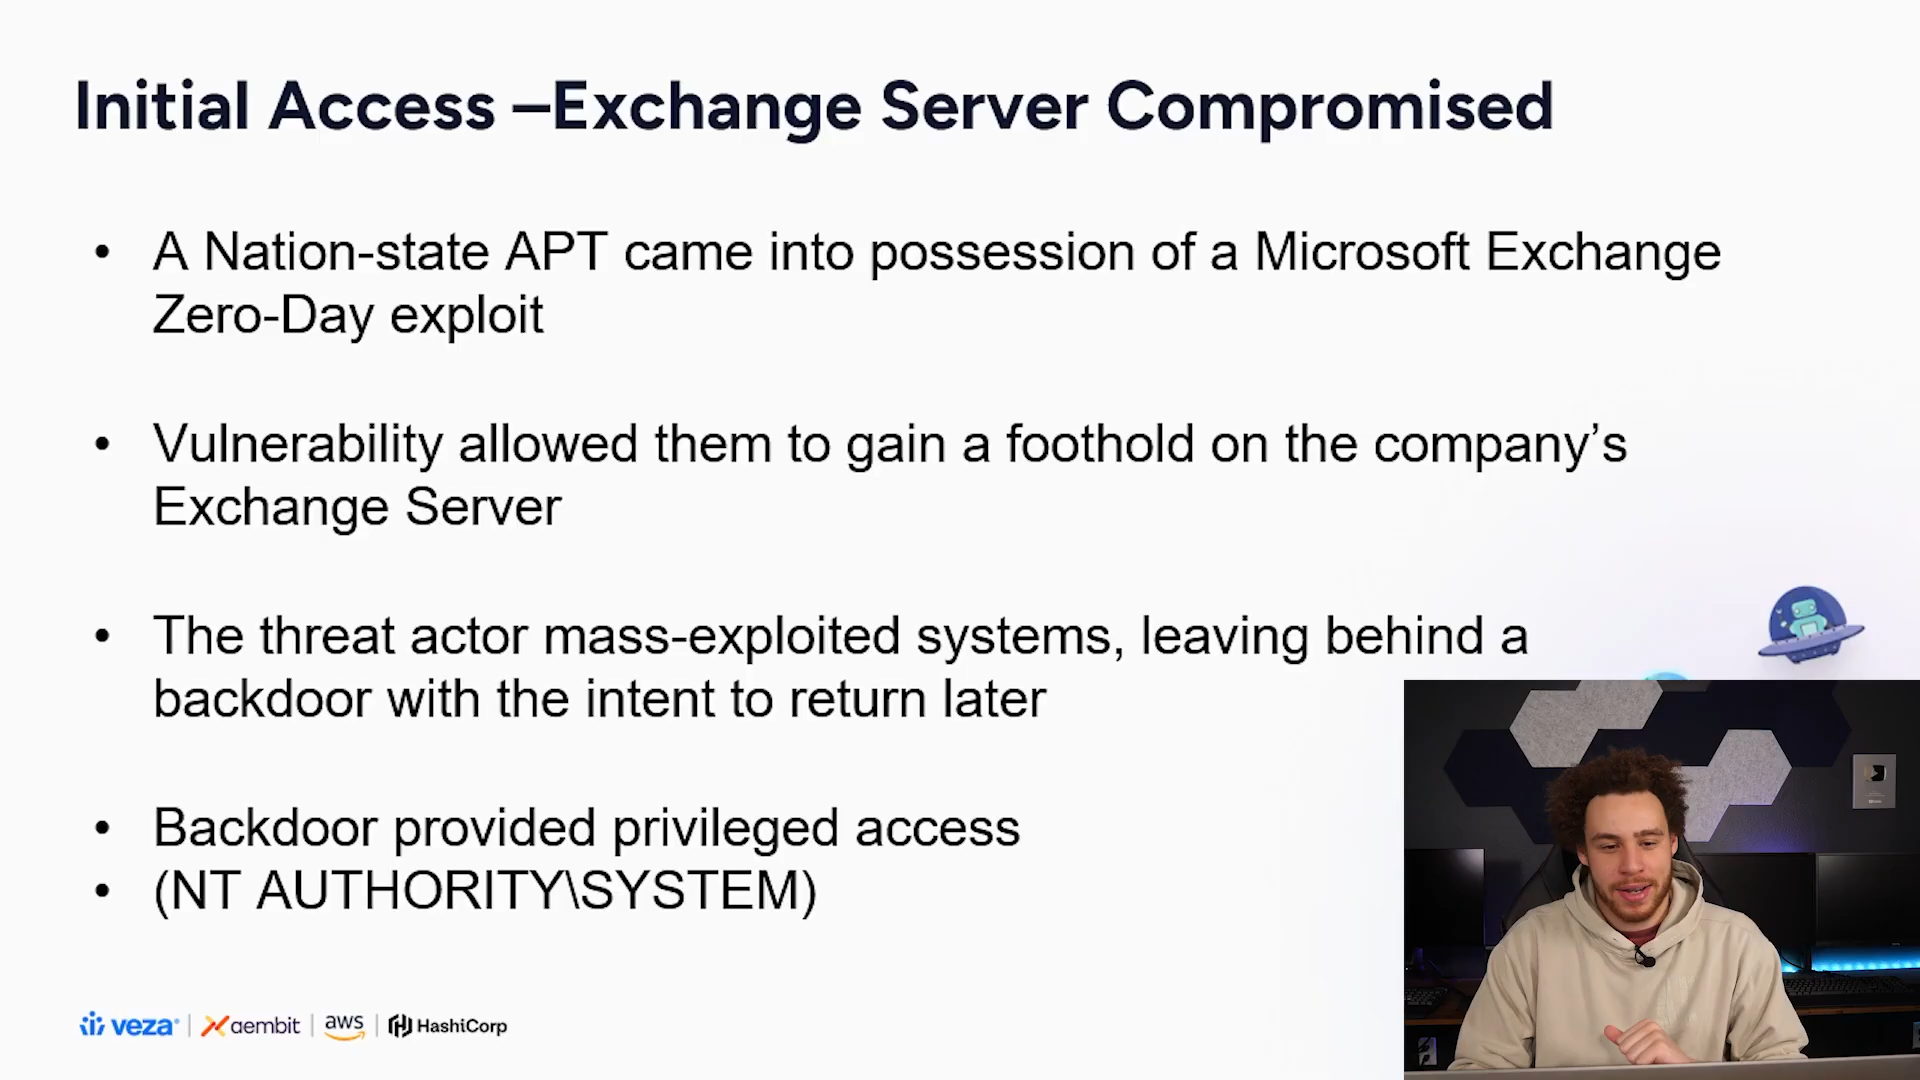 Initial Access –Exchange Server Compromised
• A Nation-state APT came into possession of a Microsoft Exchange
Zero-Day exploit
• Vulnerability allowed them to gain a foothold on the company’s
Exchange Server
• The threat actor mass-exploited systems, leaving behind a
backdoor with the intent to return later
• Backdoor provided privileged access
• (NT AUTHORITY\SYSTEM)
veza | aembit | aws | HashiCorp